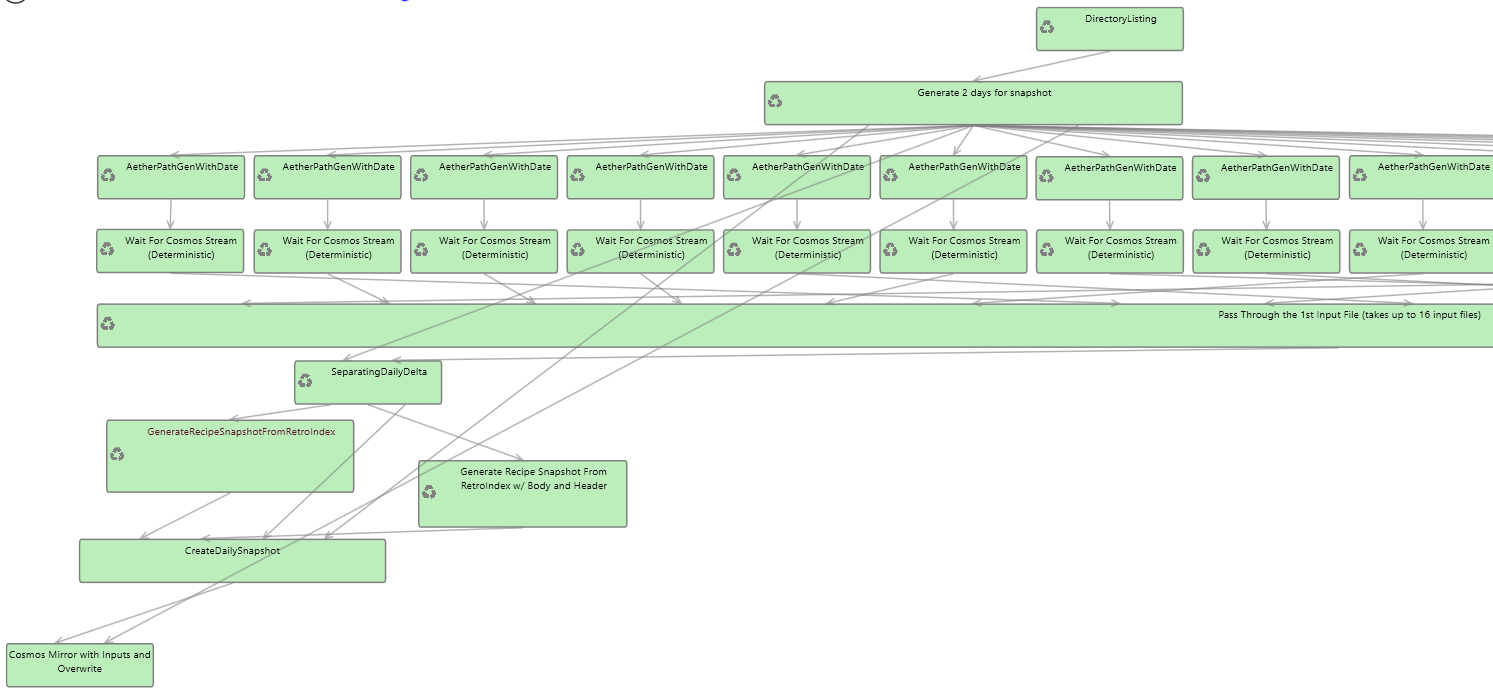 DirectoryListing
Generate 2 days for snapshot
AetherPathGenWithDate
AetherPathGenWithDate
AetherPathGenWithDate
AetherPathGenWithDate
AetherPathGenWithDate
AetherPathGenWithDate
AetherPathGenWithDate
AetherPathGenWithDate
AetherPathGenWithDate
Wait For Cosmos Stream
(Deterministic)
Wait For Cosmos Stream
(Deterministic)
Wait For Cosmos Stream
(Deterministic)
Wait For Cosmos Stream
(Deterministic)
Wait For Cosmos Stream
(Deterministic)
Wait For Cosmos Stream
(Deterministic)
Wait For Cosmos Stream
(Deterministic)
Wait For Cosmos Stream
(Deterministic)
Wait For Cosmos Stream
(Deterministic)
Pass Through the 1st Input File (takes up to 16 input files)
SeparatingDailyDelta
GenerateRecipeSnapshotFromRetroIndex
Generate Recipe Snapshot From
RetroIndex w/ Body and Header
CreateDailySnapshot
Cosmos Mirror with Inputs and
Overwrite